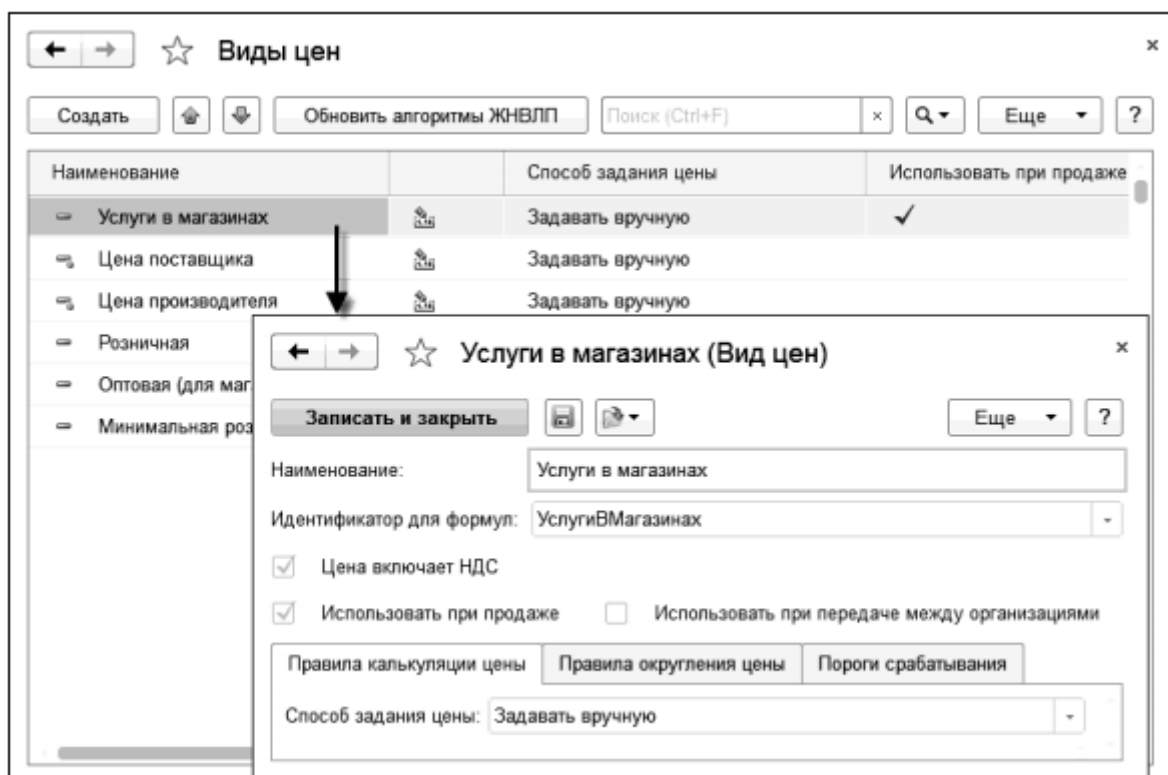 Виды цен
Создать Обновить алгоритмы ЖНВЛП Поиск (Ctrl+F) × Еще ?
Наименование Способ задания цены Использовать при продаже
Услуги в магазинах Задавать вручную
Цена поставщика Задавать вручную
Цена производителя Задавать вручную
Розничная
Оптовая (для маг
Минимальная роз
Услуги в магазинах (Вид цен)
Записать и закрыть Еще ?
Наименование: Услуги в магазинах
Идентификатор для формул: УслугиВМагазинах
Цена включает НДС
Использовать при продаже Использовать при передаче между организациями
Правила калькуляции цены Правила округления цены Пороги срабатывания
Способ задания цены: Задавать вручную